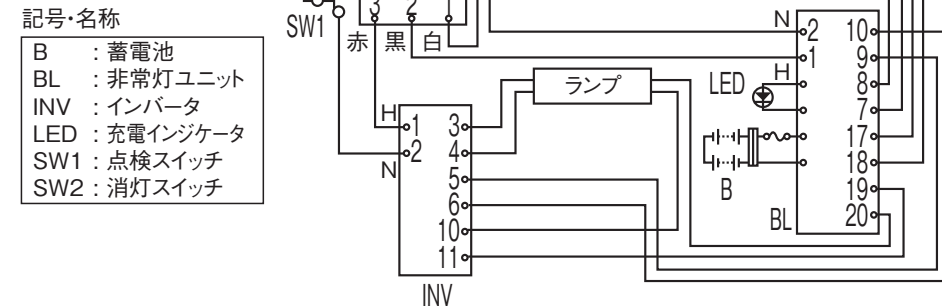 記号・名称
B : 蓄電池
BL : 非常灯ユニット
INV : インバータ
LED : 充電インジケータ
SW1 : 点検スイッチ
SW2 : 消灯スイッチ
SW1
3 2 1
赤 黒 白
ランプ
H
1
N
2
3
4
5
6
10
11
INV
N
2
1
H
LED
B
BL
10
9
8
7
17
18
19
20